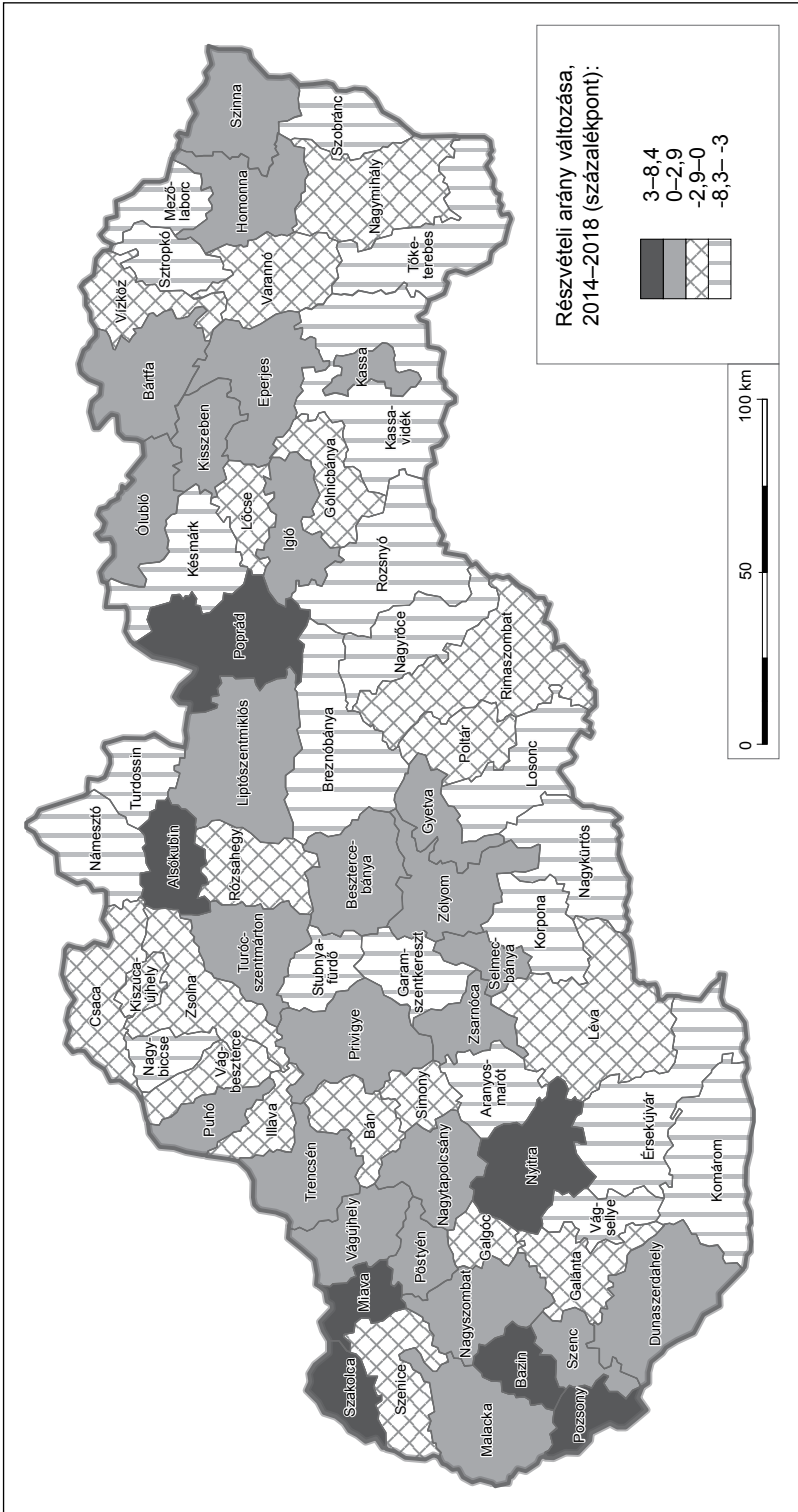 Námesztó
Turdossin
Csaca
Kiszuca-
újhely
Nagy-
biccse
Zsolna
Alsókubin
Vág-
beszterce
Puhó
Illava
Turóc-
szentmárton
Rózsahegy
Liptószentmiklós
Poprád
Késmárk
Ólubló
Lőcse
Igló
Kisszeben
Bártfa
Eperjes
Vízköz
Sztropkó
Mező-
laborc
Varannó
Homonna
Szinna
Szobránc
Nagymihály
Tőke-
terebes
Kassa
Kassa-
vidék
Gölnicbánya
Rozsnyó
Nagyrőce
Rimaszombat
Poltár
Losonc
Breznóbánya
Gyetva
Beszterce-
bánya
Zólyom
Nagykürtös
Korpona
Selmec-
bánya
Zsarnóca
Garam-
szentkereszt
Stubnya-
fürdő
Privigye
Bán
Simony
Trencsén
Vágújhely
Miava
Szakolca
Szenice
Pöstyén
Nagytapolcsány
Aranyos-
marót
Léva
Nyitra
Galgóc
Nagyszombat
Malacka
Bazin
Pozsony
Szenc
Galánta
Vág-
sellye
Dunaszerdahely
Érsekújvár
Komárom
0
50
100 km
Részvételi arány változása,
2014–2018 (százalékpont):
3–8,4
0–2,9
-2,9–0
-8,3– -3